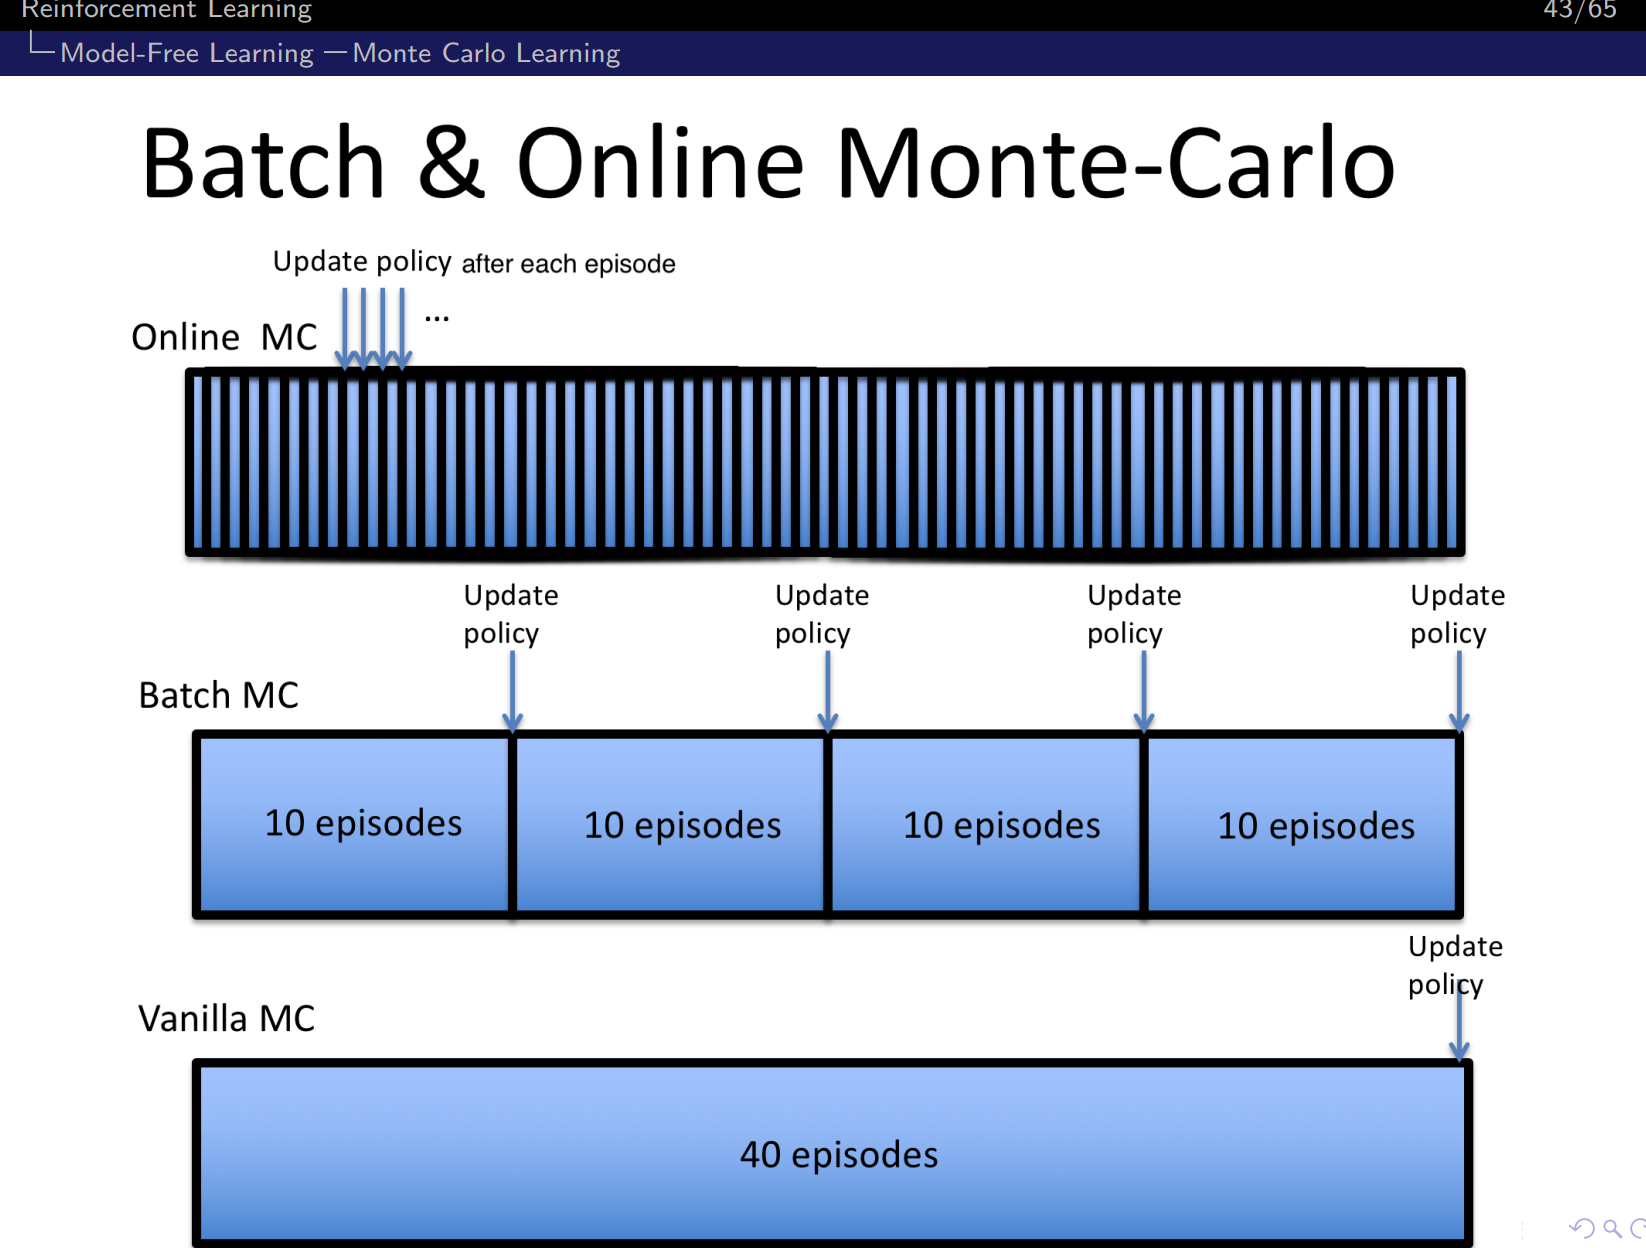 Reinforcement Learning 43/65
Model-Free Learning — Monte Carlo Learning
Batch & Online Monte-Carlo
Update policy after each episode
...
Online MC
Update policy
Update policy
Update policy
Update policy
Batch MC
10 episodes
10 episodes
10 episodes
10 episodes
Update policy
Vanilla MC
40 episodes